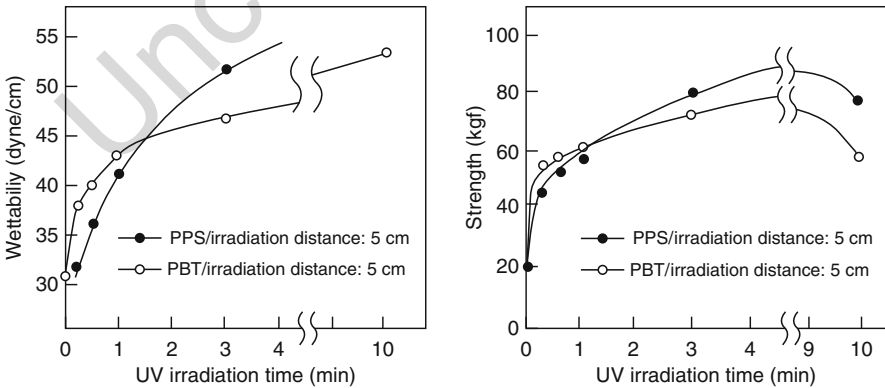 Unc
55
50
45
40
35
30
Wettabiliy (dyne/cm)
PPS/irradiation distance: 5 cm
PBT/irradiation distance: 5 cm
0 1 2 3 4 10
UV irradiation time (min)
100
80
60
40
20
0
Strength (kgf)
PPS/irradiation distance: 5 cm
PBT/irradiation distance: 5 cm
0 1 2 3 4 9 10
UV irradiation time (min)